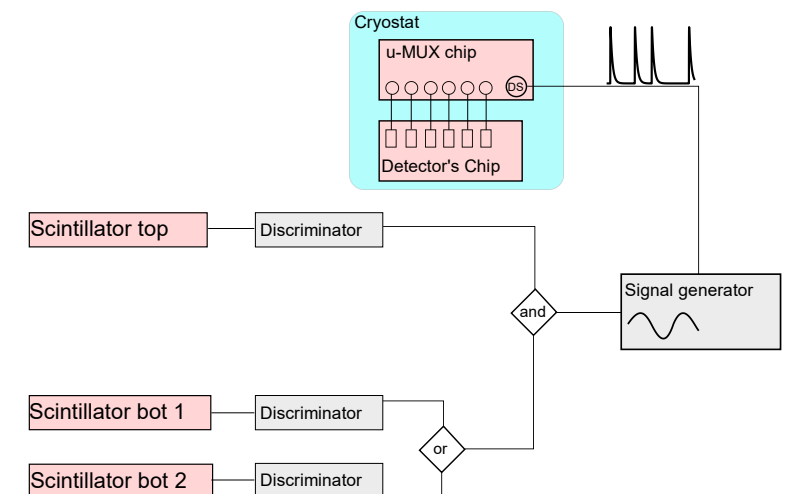 Cryostat
u-MUX chip
DS
Detector's Chip
Scintillator top
Discriminator
Signal generator
and
Scintillator bot 1
Discriminator
or
Scintillator bot 2
Discriminator